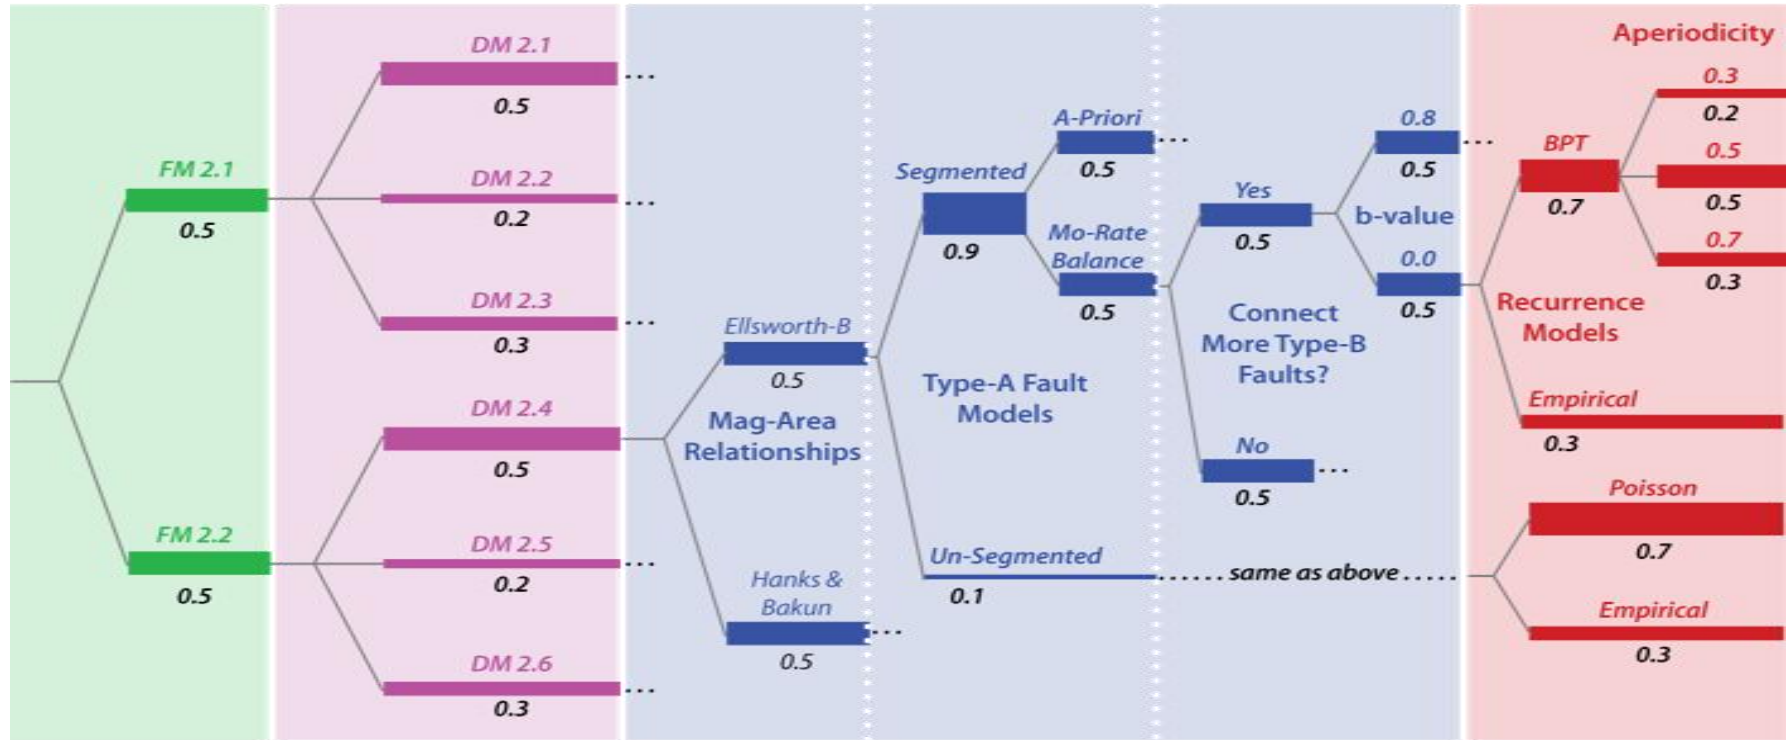 FM 2.1
0.5
FM 2.2
0.5
DM 2.1
0.5
DM 2.2
0.2
DM 2.3
0.3
DM 2.4
0.5
DM 2.5
0.2
DM 2.6
0.3
Ellsworth-B
0.5
Mag-Area
Relationships
Hanks &
Bakun
0.5
Segmented
0.9
A-Priori
0.5
Mo-Rate
Balance
0.5
Type-A Fault
Models
Un-Segmented
0.1
Yes
0.5
0.8
0.5
b-value
0.0
0.5
Connect
More Type-B
Faults?
No
0.5
same as above
Aperiodicity
BPT
0.7
0.3
0.2
0.5
0.5
0.7
0.3
Recurrence
Models
Empirical
0.3
Poisson
0.7
Empirical
0.3